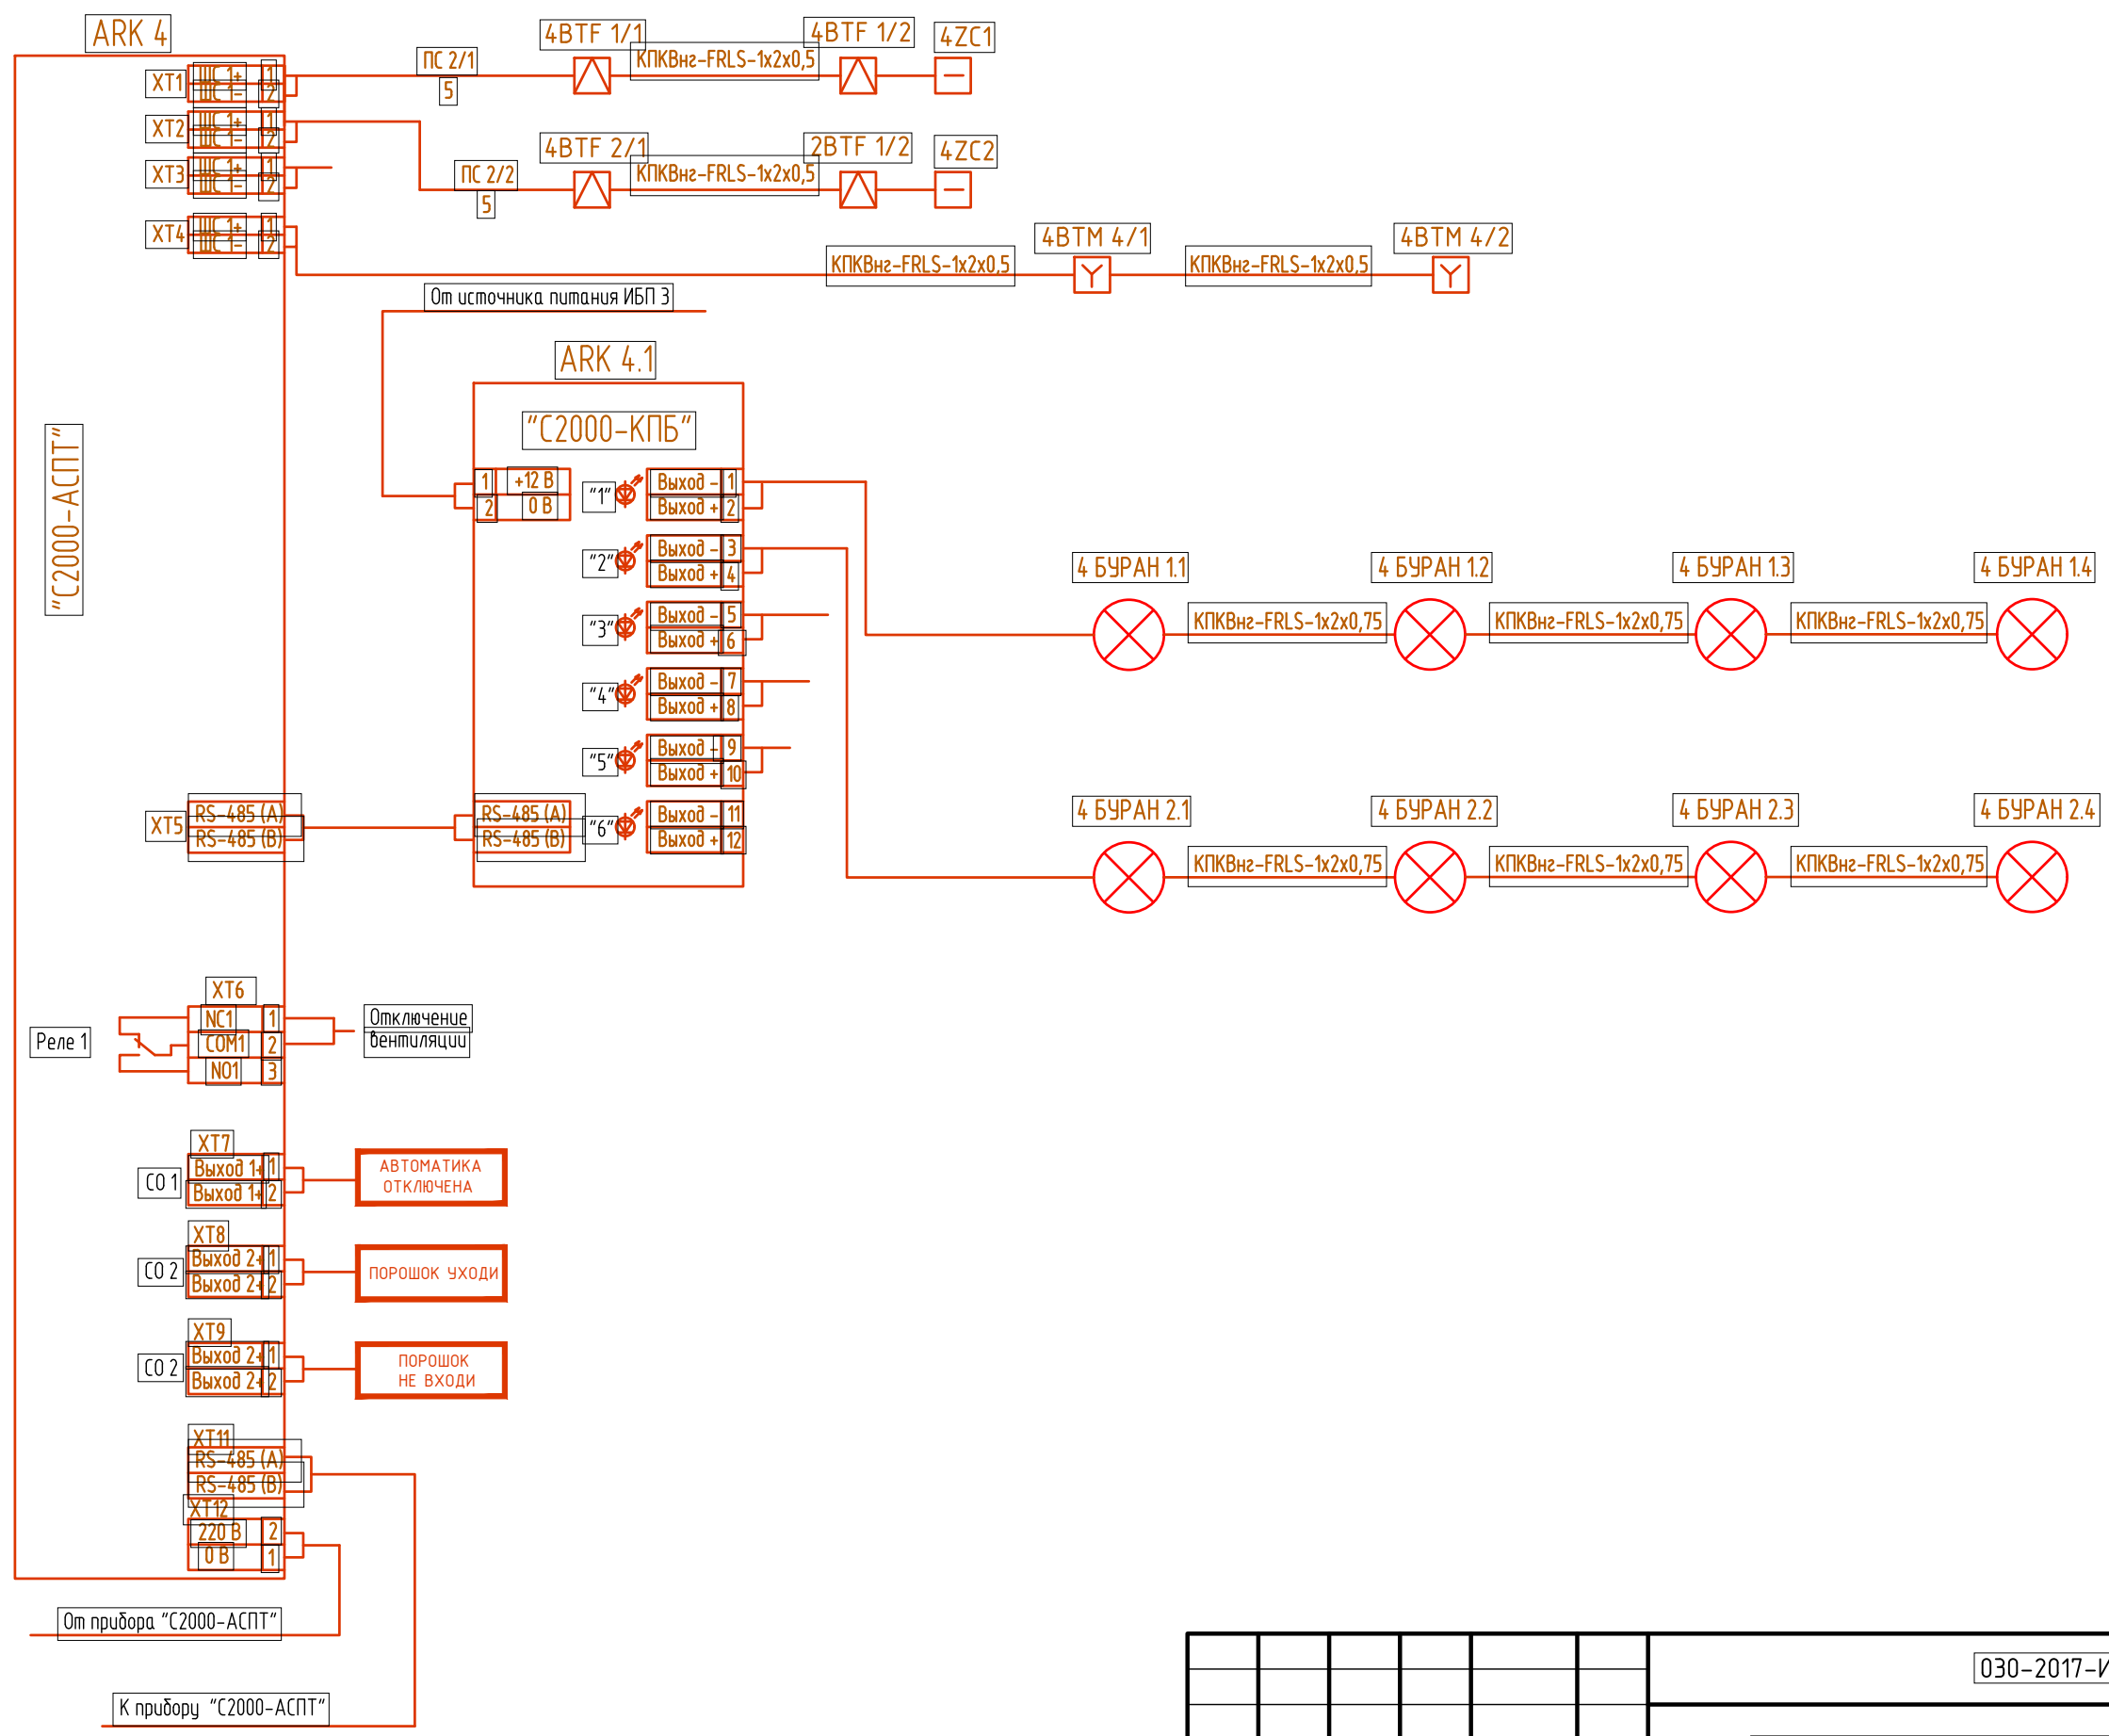 ARK 4
"С2000-АСПТ"
XT1
ШС 1+ 1
ШС 1- 2
XT2
ШС 1+ 1
ШС 1- 2
XT3
ШС 1+ 1
ШС 1- 2
XT4
ШС 1+ 1
ШС 1- 2
ПС 2/1
5
4BTF 1/1
КПКВнг-FRLS-1x2x0,5
4BTF 1/2
4ZC1
ПС 2/2
5
4BTF 2/1
КПКВнг-FRLS-1x2x0,5
2BTF 1/2
4ZC2
КПКВнг-FRLS-1x2x0,5
4BTM 4/1
КПКВнг-FRLS-1x2x0,5
4BTM 4/2
От источника питания ИБП 3
ARK 4.1
"С2000-КПБ"
1 +12 В
2 0 В
"1"
Выход - 1
Выход + 2
"2"
Выход - 3
Выход + 4
"3"
Выход - 5
Выход + 6
"4"
Выход - 7
Выход + 8
"5"
Выход - 9
Выход + 10
"6"
Выход - 11
Выход + 12
RS-485 (A)
RS-485 (B)
4 БУРАН 1.1
КПКВнг-FRLS-1x2x0,75
4 БУРАН 1.2
КПКВнг-FRLS-1x2x0,75
4 БУРАН 1.3
КПКВнг-FRLS-1x2x0,75
4 БУРАН 1.4
4 БУРАН 2.1
КПКВнг-FRLS-1x2x0,75
4 БУРАН 2.2
КПКВнг-FRLS-1x2x0,75
4 БУРАН 2.3
КПКВнг-FRLS-1x2x0,75
4 БУРАН 2.4
XT5
RS-485 (A)
RS-485 (B)
XT6
Реле 1
NC1 1
COM1 2
NO1 3
Отключение
вентиляции
XT7
СО 1
Выход 1+ 1
Выход 1+ 2
АВТОМАТИКА
ОТКЛЮЧЕНА
XT8
СО 2
Выход 2+ 1
Выход 2+ 2
ПОРОШОК УХОДИ
XT9
СО 2
Выход 2+ 1
Выход 2+ 2
ПОРОШОК
НЕ ВХОДИ
XT11
RS-485 (A)
RS-485 (B)
XT12
220 В 2
0 В 1
От прибора "С2000-АСПТ"
К прибору "С2000-АСПТ"
030-2017-И